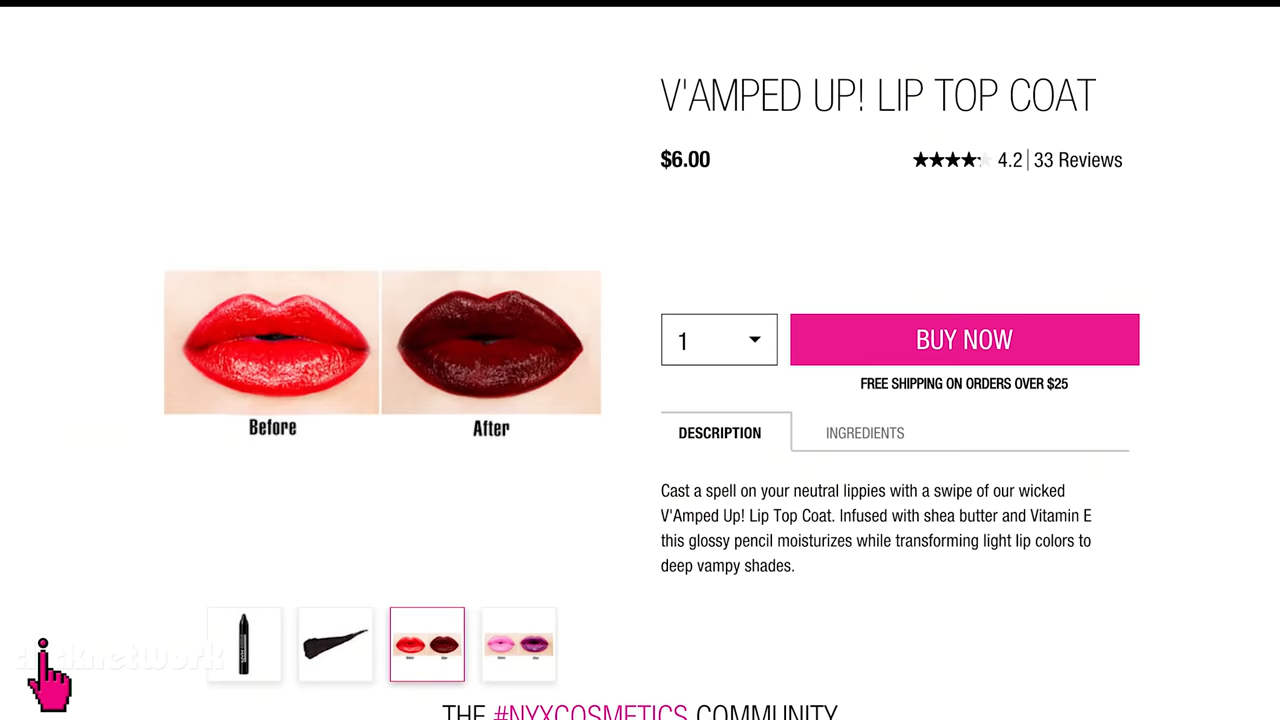 V'AMPED UP! LIP TOP COAT
$6.00
4.2 | 33 Reviews
Before
After
1
BUY NOW
FREE SHIPPING ON ORDERS OVER $25
DESCRIPTION
INGREDIENTS
Cast a spell on your neutral lippies with a swipe of our wicked
V'Amped Up! Lip Top Coat. Infused with shea butter and Vitamin E
this glossy pencil moisturizes while transforming light lip colors to
deep vampy shades.
clicknetwork
THE #NYXCOSMETICS COMMUNITY